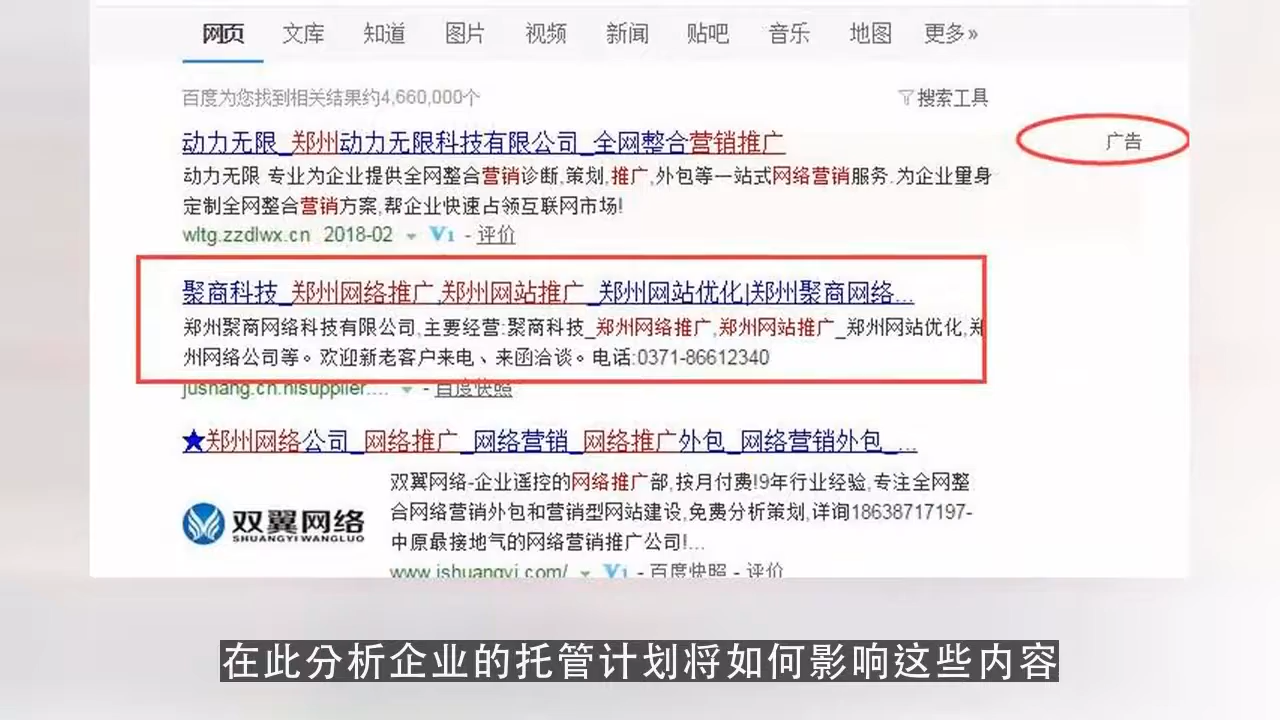 网页 文库 知道 图片 视频 新闻 贴吧 音乐 地图 更多»
百度为您找到相关结果约4,660,000个 搜索工具
动力无限_郑州动力无限科技有限公司_全网整合营销推广 广告
动力无限 专业为企业提供全网整合营销诊断,策划,推广,外包等一站式网络营销服务.为企业量身
定制全网整合营销方案,帮企业快速占领互联网市场!
wltg.zzdlwx.cn 2018-02 V1 - 评价
聚商科技_郑州网络推广,郑州网站推广_郑州网站优化|郑州聚商网络...
郑州聚商网络科技有限公司,主要经营:聚商科技_郑州网络推广,郑州网站推广_郑州网站优化,郑
州网络公司等。欢迎新老客户来电、来函洽谈。电话:0371-86612340
jushang.cn.nisupplier.... - 百度快照
★郑州网络公司_网络推广_网络营销_网络推广外包_网络营销外包_...
双翼网络-企业遥控的网络推广部,按月付费!9年行业经验,专注全网整
双翼网络
SHUANGYI WANGLUO
合网络营销外包和营销型网站建设,免费分析策划,详询18638717197-
中原最接地气的网络营销推广公司!...
www.ishuangyi.com/ V1 - 百度快照 - 评价
在此分析企业的托管计划将如何影响这些内容